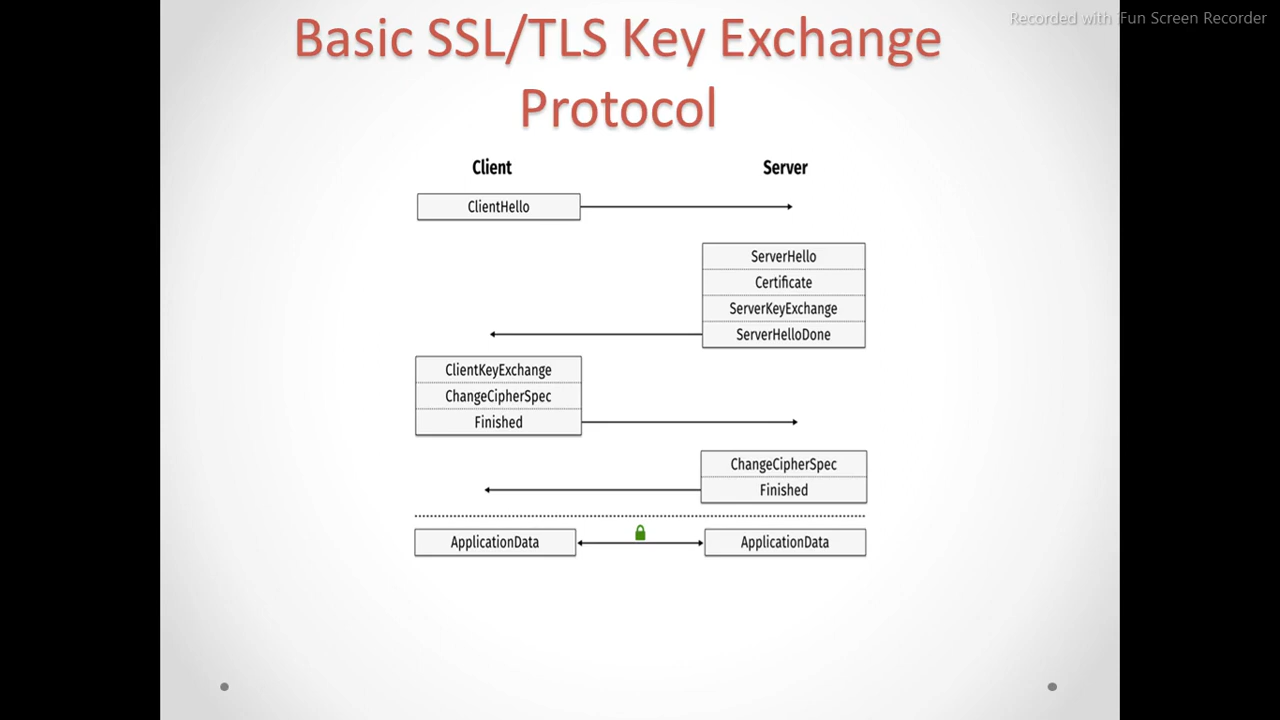 Recorded with iFun Screen Recorder
Basic SSL/TLS Key Exchange
Protocol
Client
Server
ClientHello
ServerHello
Certificate
ServerKeyExchange
ServerHelloDone
ClientKeyExchange
ChangeCipherSpec
Finished
ChangeCipherSpec
Finished
ApplicationData
ApplicationData